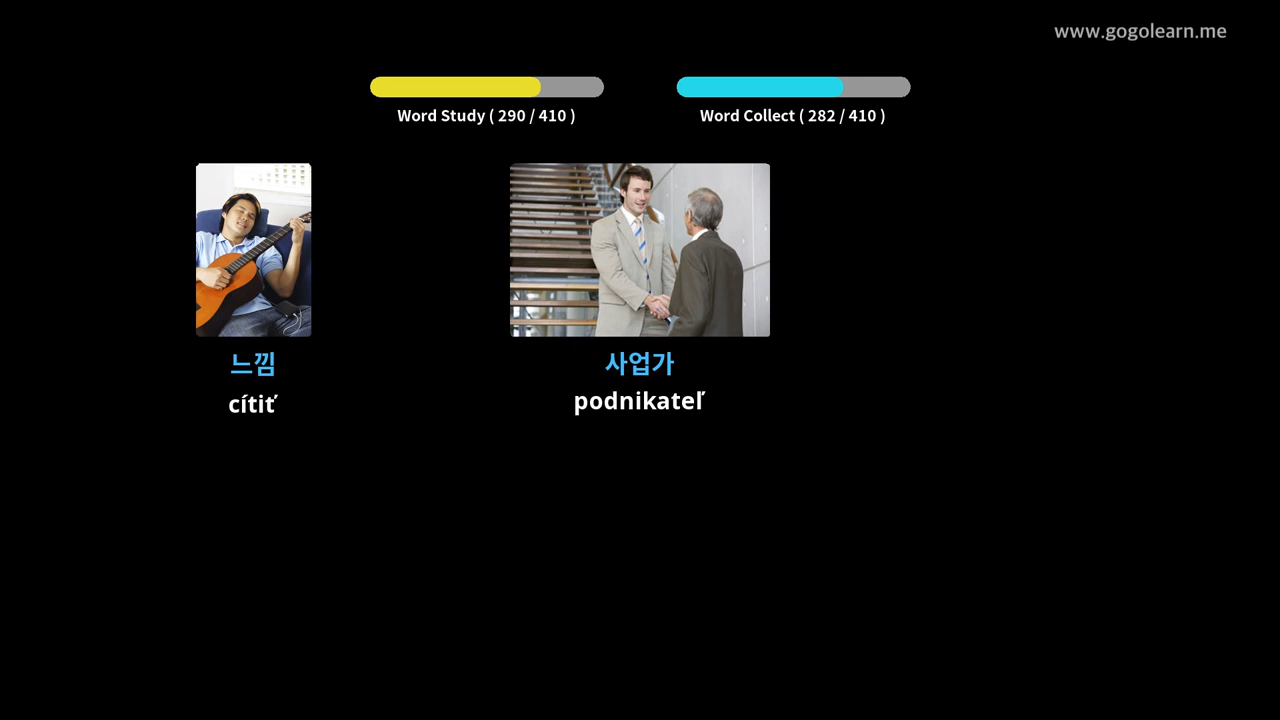 www.gogolearn.me
Word Study ( 290 / 410 )
Word Collect ( 282 / 410 )
느낌
cítiť
사업가
podnikateľ